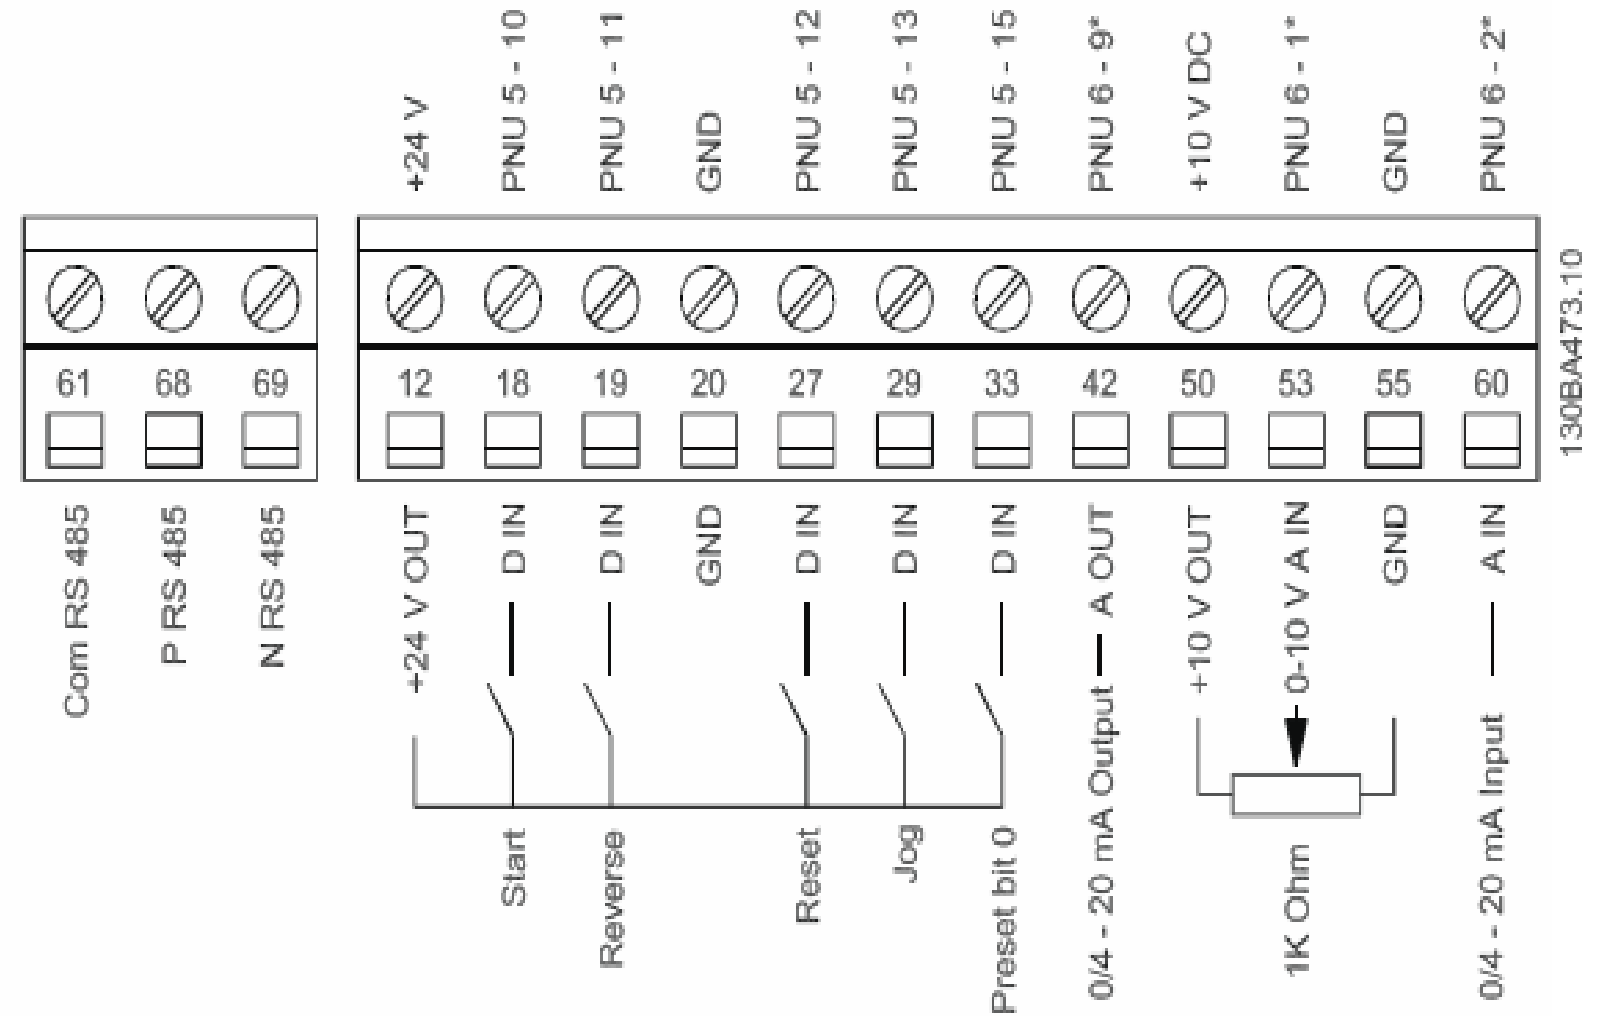 +24 V
PNU 5 - 10
PNU 5 - 11
GND
PNU 5 - 12
PNU 5 - 13
PNU 5 - 15
PNU 6 - 9*
+10 V DC
PNU 6 - 1*
GND
PNU 6 - 2*
61 68 69 12 18 19 20 27 29 33 42 50 53 55 60
130BA473.10
Com RS 485
P RS 485
N RS 485
+24 V OUT
D IN
D IN
GND
D IN
D IN
D IN
0/4 - 20 mA Output
A OUT
+10 V OUT
0-10 V A IN
GND
0/4 - 20 mA Input
A IN
Start
Reverse
Reset
Jog
Preset bit 0
1K Ohm